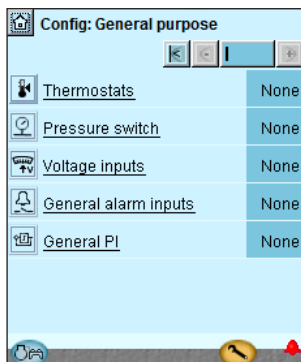 Config: General purpose
Thermostats None
Pressure switch None
Voltage inputs None
General alarm inputs None
General PI None